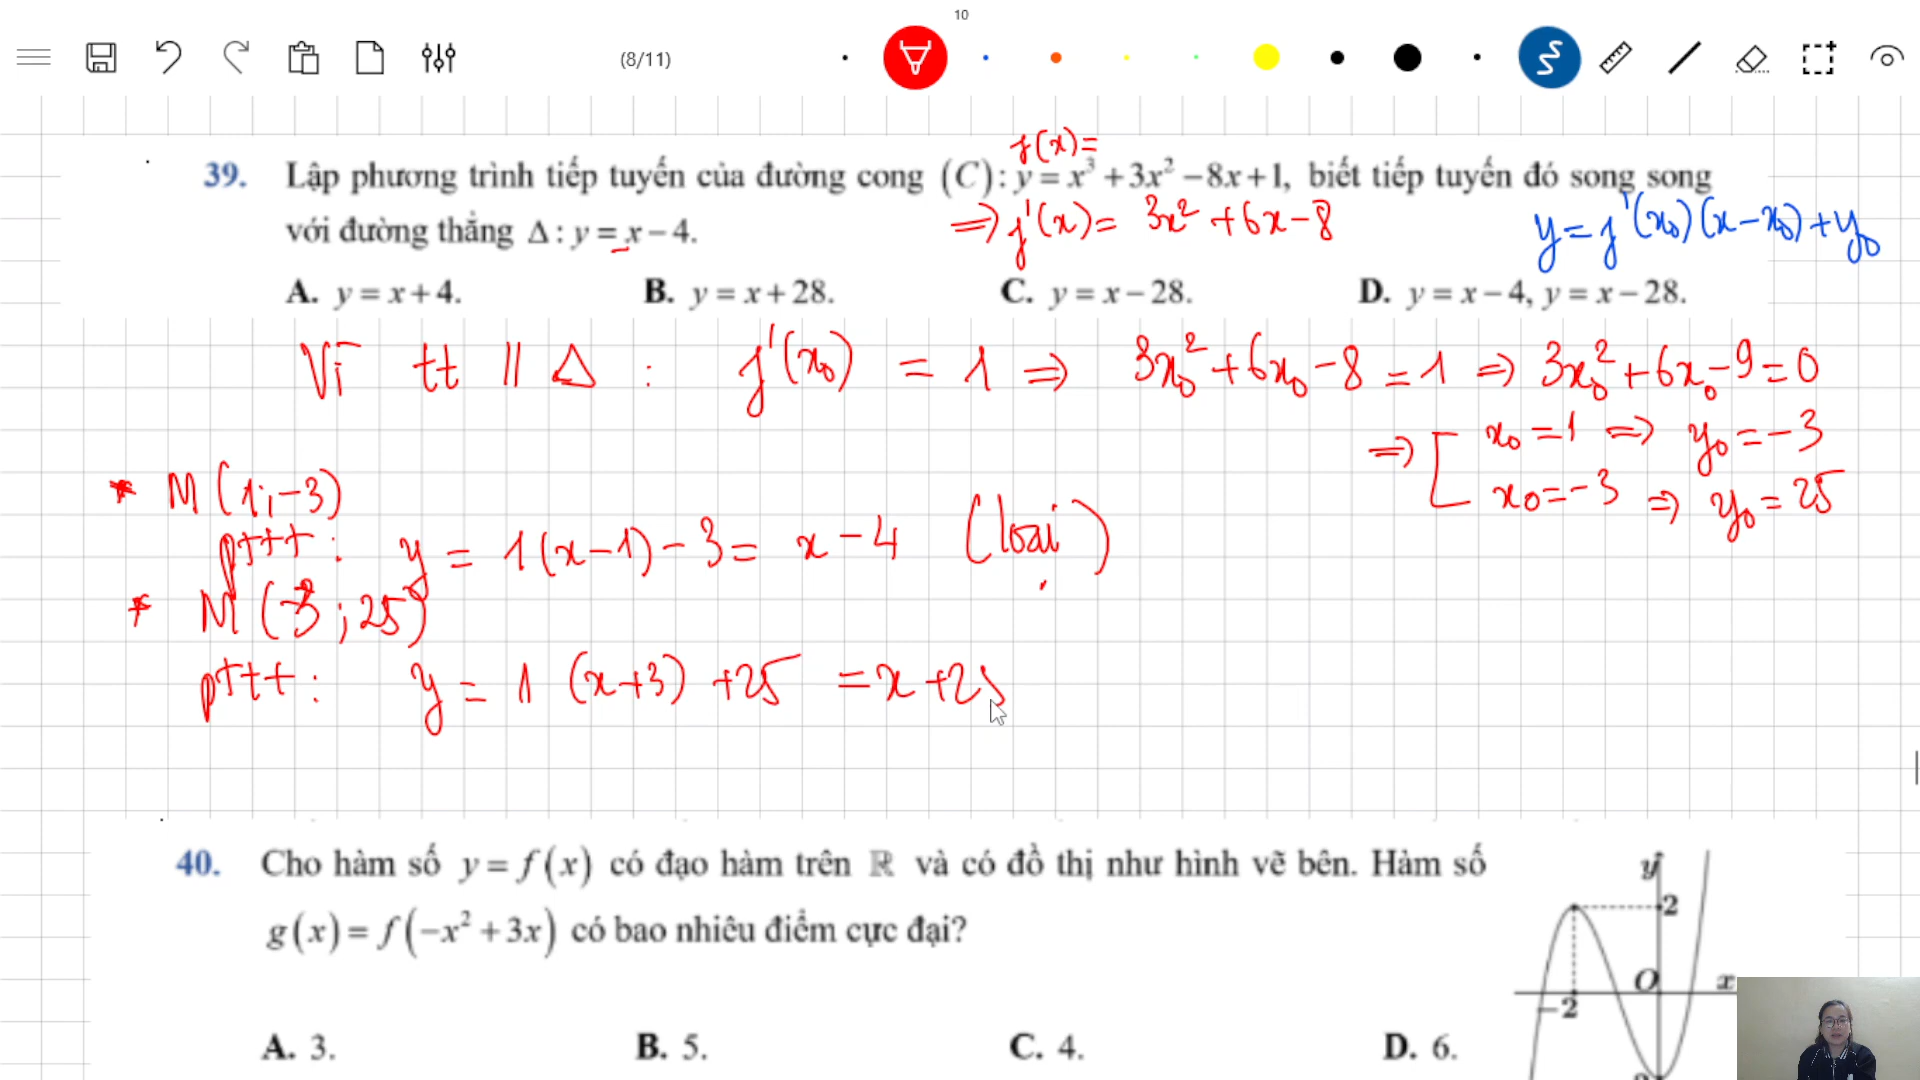 10
(8/11)
f(x)=
39. Lập phương trình tiếp tuyến của đường cong (C): y = x³ + 3x² − 8x + 1, biết tiếp tuyến đó song song
với đường thẳng Δ: y = x − 4.
⇒ f'(x) = 3x² + 6x − 8
y = f'(x₀)(x − x₀) + y₀
A. y = x + 4. B. y = x + 28. C. y = x − 28. D. y = x − 4, y = x − 28.
Vì tt // Δ : f'(x₀) = 1 ⇒ 3x₀² + 6x₀ − 8 = 1 ⇒ 3x₀² + 6x₀ − 9 = 0
⇒ [ x₀ = 1 ⇒ y₀ = −3
x₀ = −3 ⇒ y₀ = 25
* M(1; −3)
pttt : y = 1(x − 1) − 3 = x − 4 (loại)
* M(−3; 25)
pttt : y = 1 (x + 3) + 25 = x + 2
40. Cho hàm số y = f(x) có đạo hàm trên ℝ và có đồ thị như hình vẽ bên. Hàm số
g(x) = f(−x² + 3x) có bao nhiêu điểm cực đại?
A. 3. B. 5. C. 4. D. 6.
y
2
O
x
−2